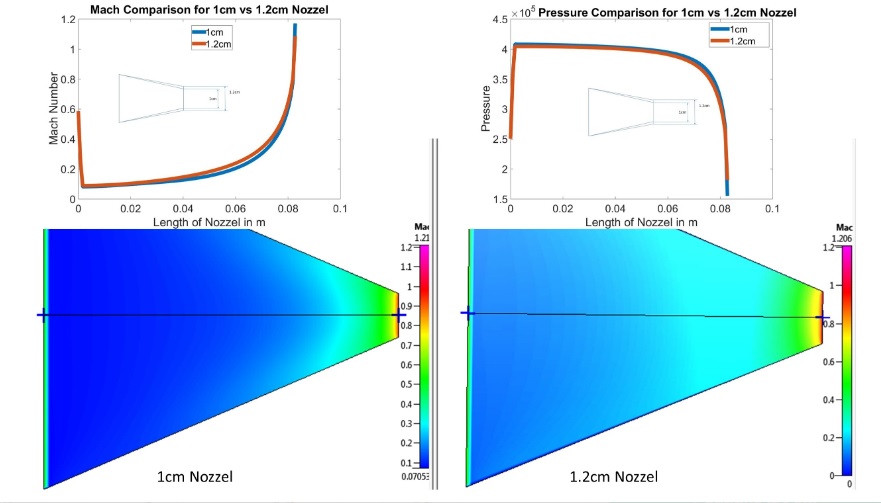 Mach Comparison for 1cm vs 1.2cm Nozzel
1cm
1.2cm
Mach Number
1.2
1
0.8
0.6
0.4
0.2
0
0 0.02 0.04 0.06 0.08 0.1
Length of Nozzel in m
1cm
1.2cm
×10⁵ Pressure Comparison for 1cm vs 1.2cm Nozzel
1cm
1.2cm
Pressure
4.5
4
3.5
3
2.5
2
1.5
0 0.02 0.04 0.06 0.08 0.1
Length of Nozzel in m
1cm
1.2cm
Mac
1.21
1.2
1.1
1
0.9
0.8
0.7
0.6
0.5
0.4
0.3
0.2
0.1
1cm Nozzel
Mac
1.206
1.2
1
0.8
0.6
0.4
0.2
0
0
1.2cm Nozzel